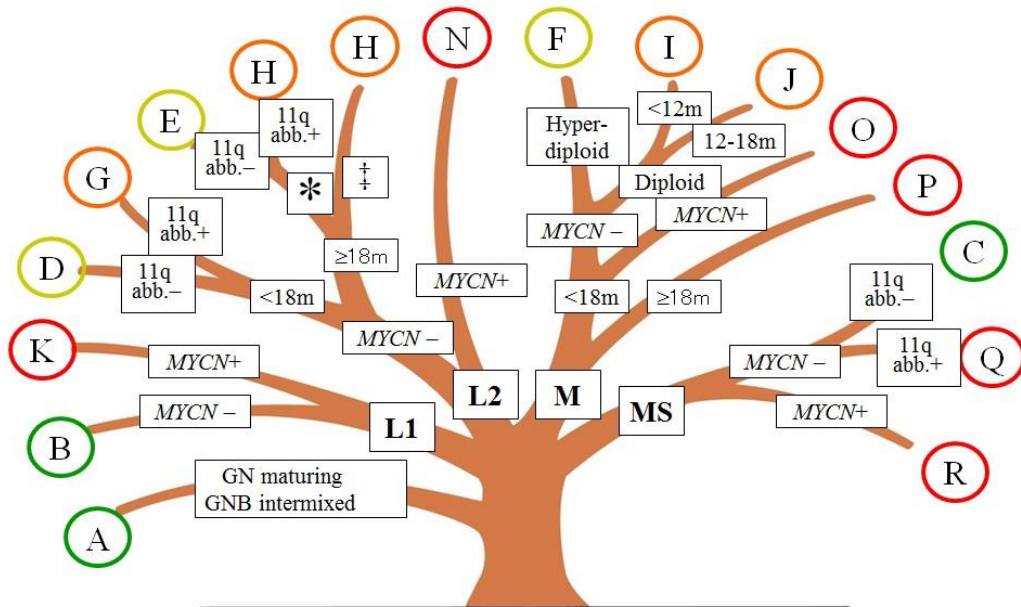 H
N
F
I
H
J
E
11q
abb.+
<12m
O
Hyper-
diploid
12-18m
11q
abb.–
G
*
‡
Diploid
P
11q
abb.+
MYCN+
MYCN –
C
D
11q
abb.–
≥18m
<18m
MYCN+
<18m
≥18m
11q
abb.–
K
MYCN+
MYCN –
MYCN –
11q
abb.+
Q
L2
M
MS
MYCN –
L1
MYCN+
B
R
GN maturing
GNB intermixed
A